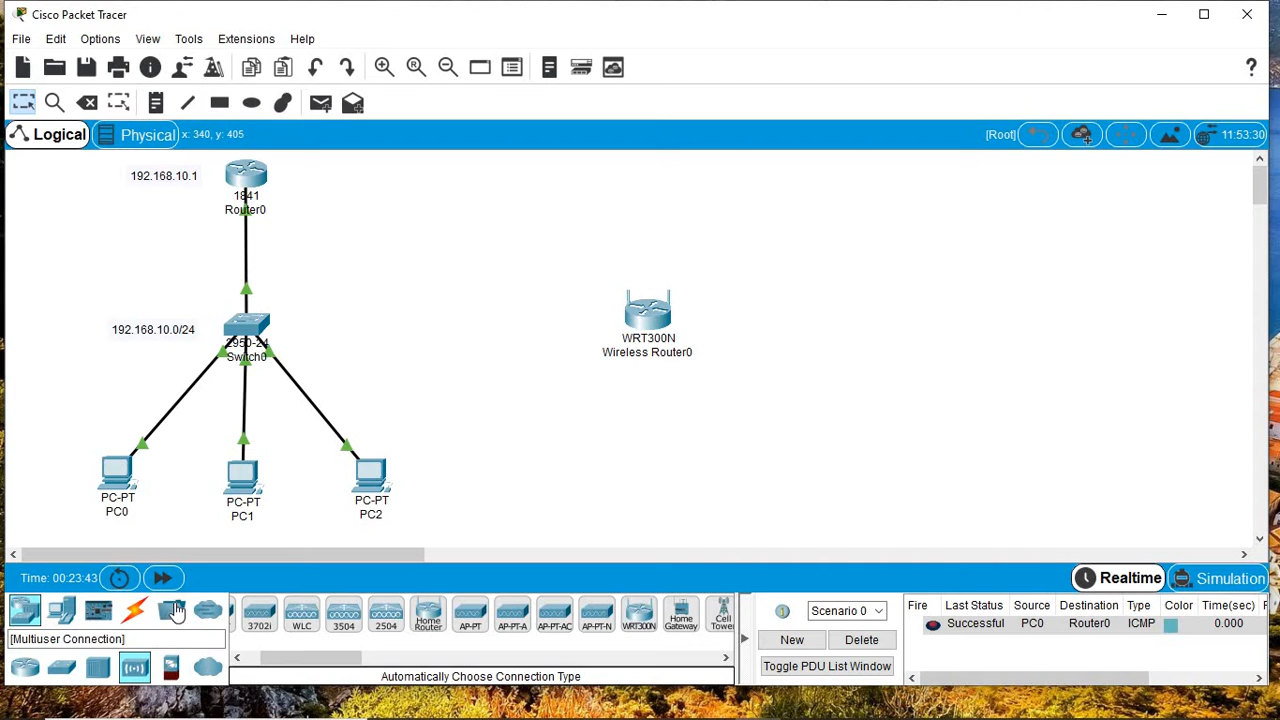 Cisco Packet Tracer
File Edit Options View Tools Extensions Help
?
Logical Physical x: 340, y: 405 [Root] 11:53:30
192.168.10.1
1841
Router0
192.168.10.0/24
2950-24
Switch0
WRT300N
Wireless Router0
PC-PT
PC0
PC-PT
PC1
PC-PT
PC2
Time: 00:23:43 Realtime Simulation
[Multiuser Connection]
3702i WLC 3504 2504 Home Router AP-PT AP-PT-A AP-PT-AC AP-PT-N WRT300N Home Gateway Cell Tower
Automatically Choose Connection Type
Scenario 0
New Delete
Toggle PDU List Window
Fire Last Status Source Destination Type Color Time(sec)
Successful PC0 Router0 ICMP 0.000